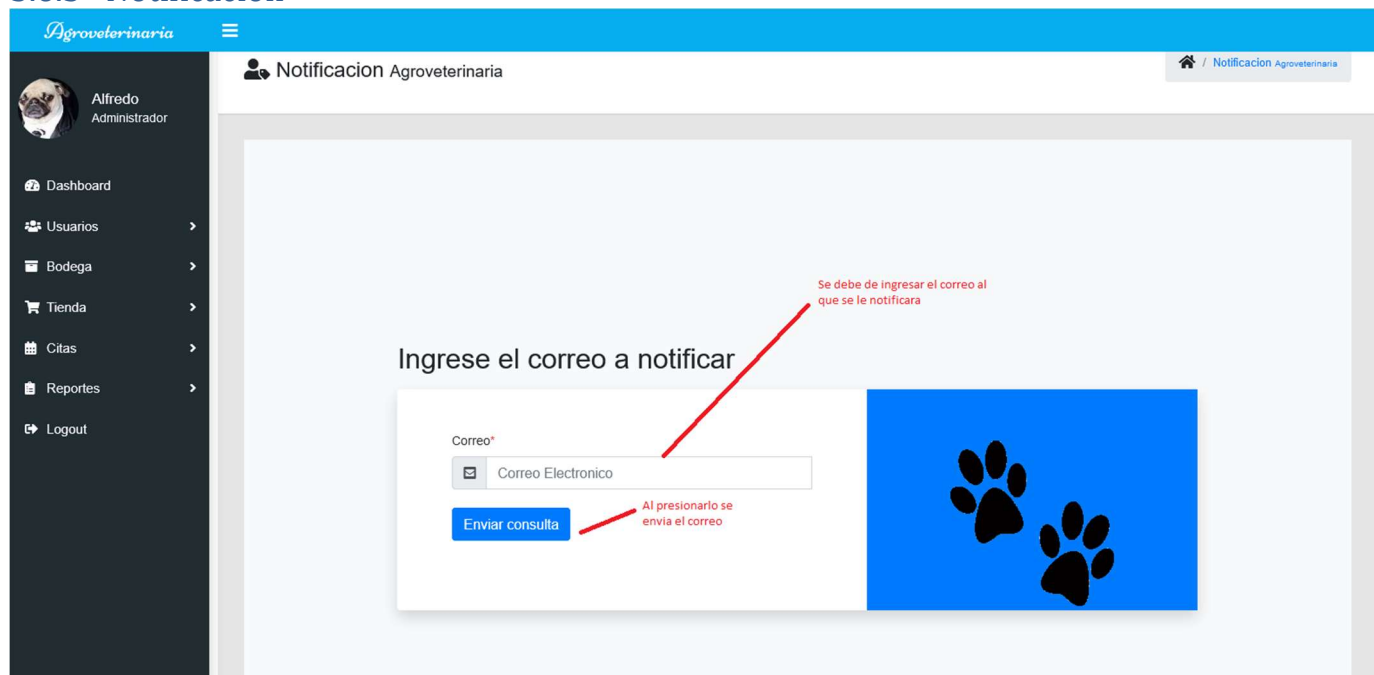 Agroveterinaria
Notificacion Agroveterinaria
/ Notificacion Agroveterinaria
Alfredo
Administrador
Dashboard
Usuarios
Bodega
Tienda
Citas
Reportes
Logout
Se debe de ingresar el correo al
que se le notificara
Ingrese el correo a notificar
Correo*
Correo Electronico
Al presionarlo se
envia el correo
Enviar consulta